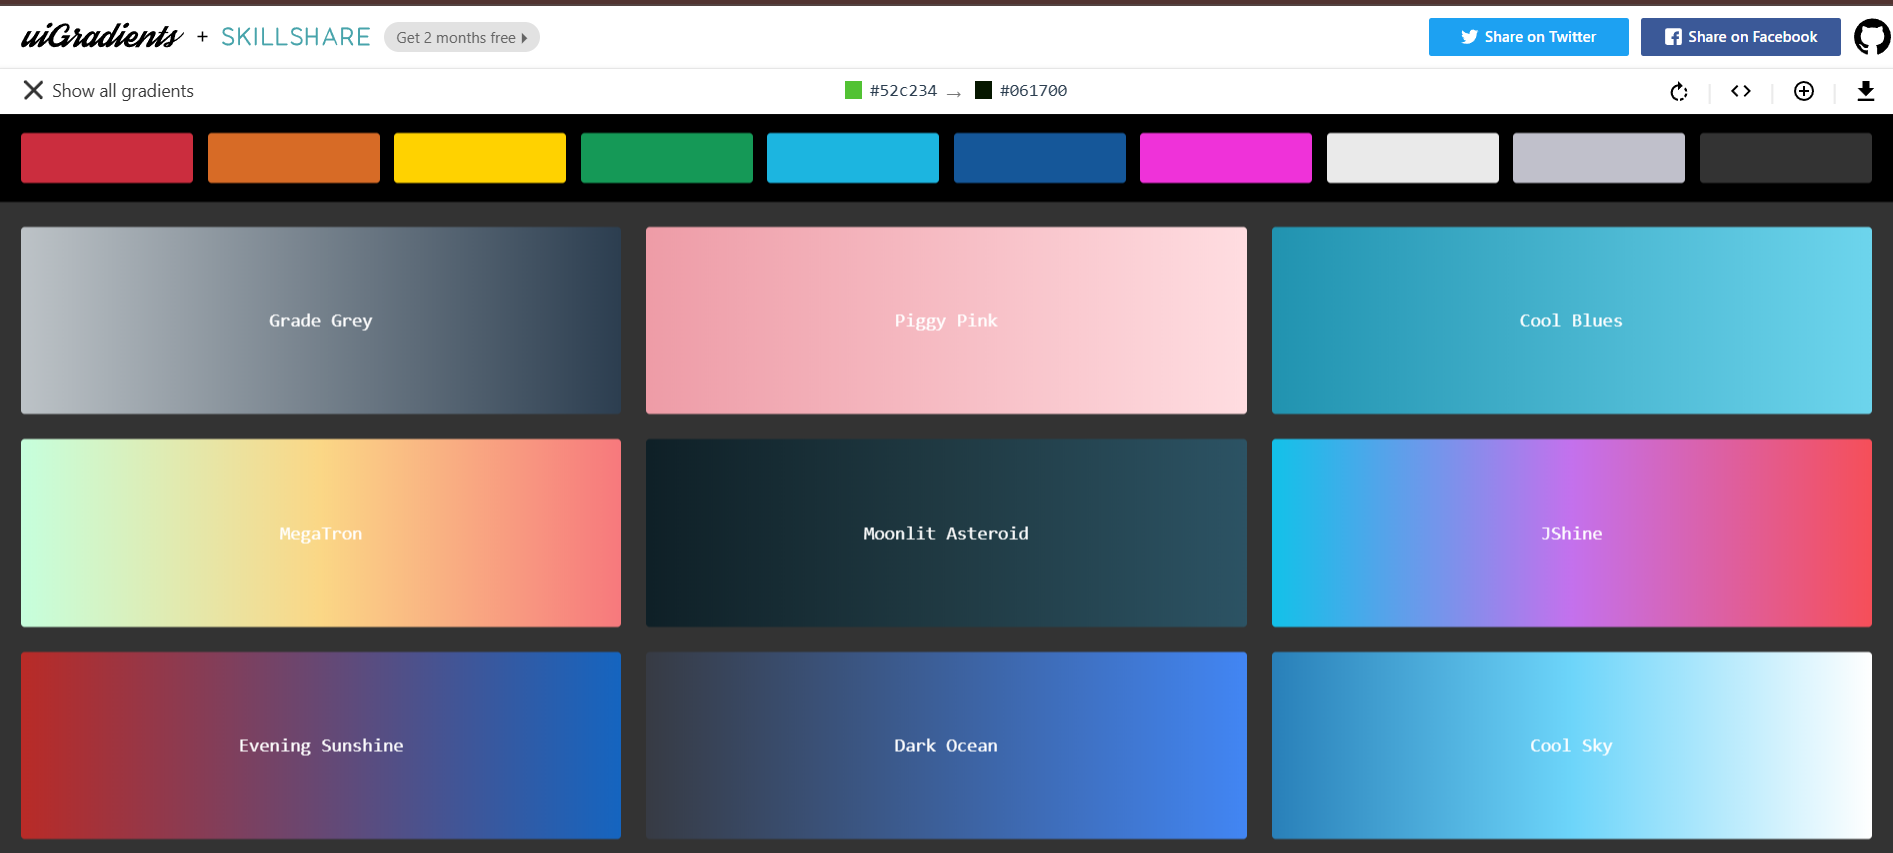 uiGradients + SKILLSHARE Get 2 months free
Share on Twitter Share on Facebook
Show all gradients #52c234 → #061700
Grade Grey Piggy Pink Cool Blues
MegaTron Moonlit Asteroid JShine
Evening Sunshine Dark Ocean Cool Sky